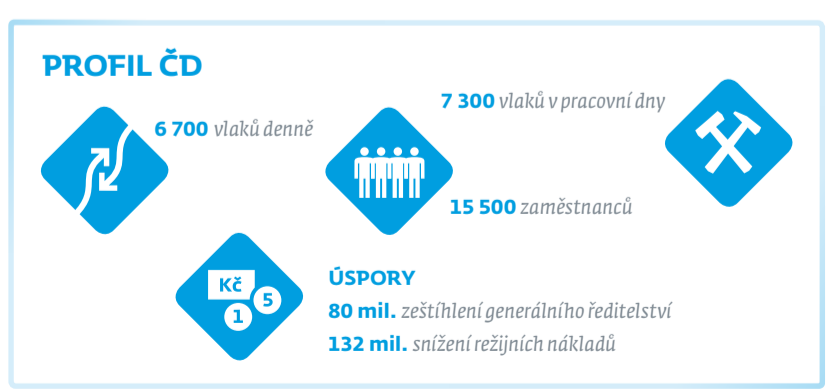 PROFIL ČD
6 700 vlaků denně
7 300 vlaků v pracovní dny
15 500 zaměstnanců
Kč
5
1
ÚSPORY
80 mil. zeštíhlení generálního ředitelství
132 mil. snížení režijních nákladů